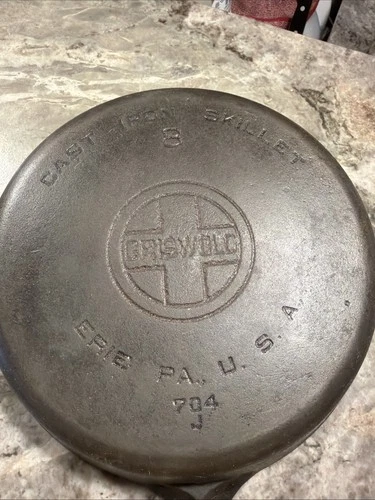 CAST IRON SKILLET
8
GRISWOLD
ERIE PA., U.S.A.
704
J